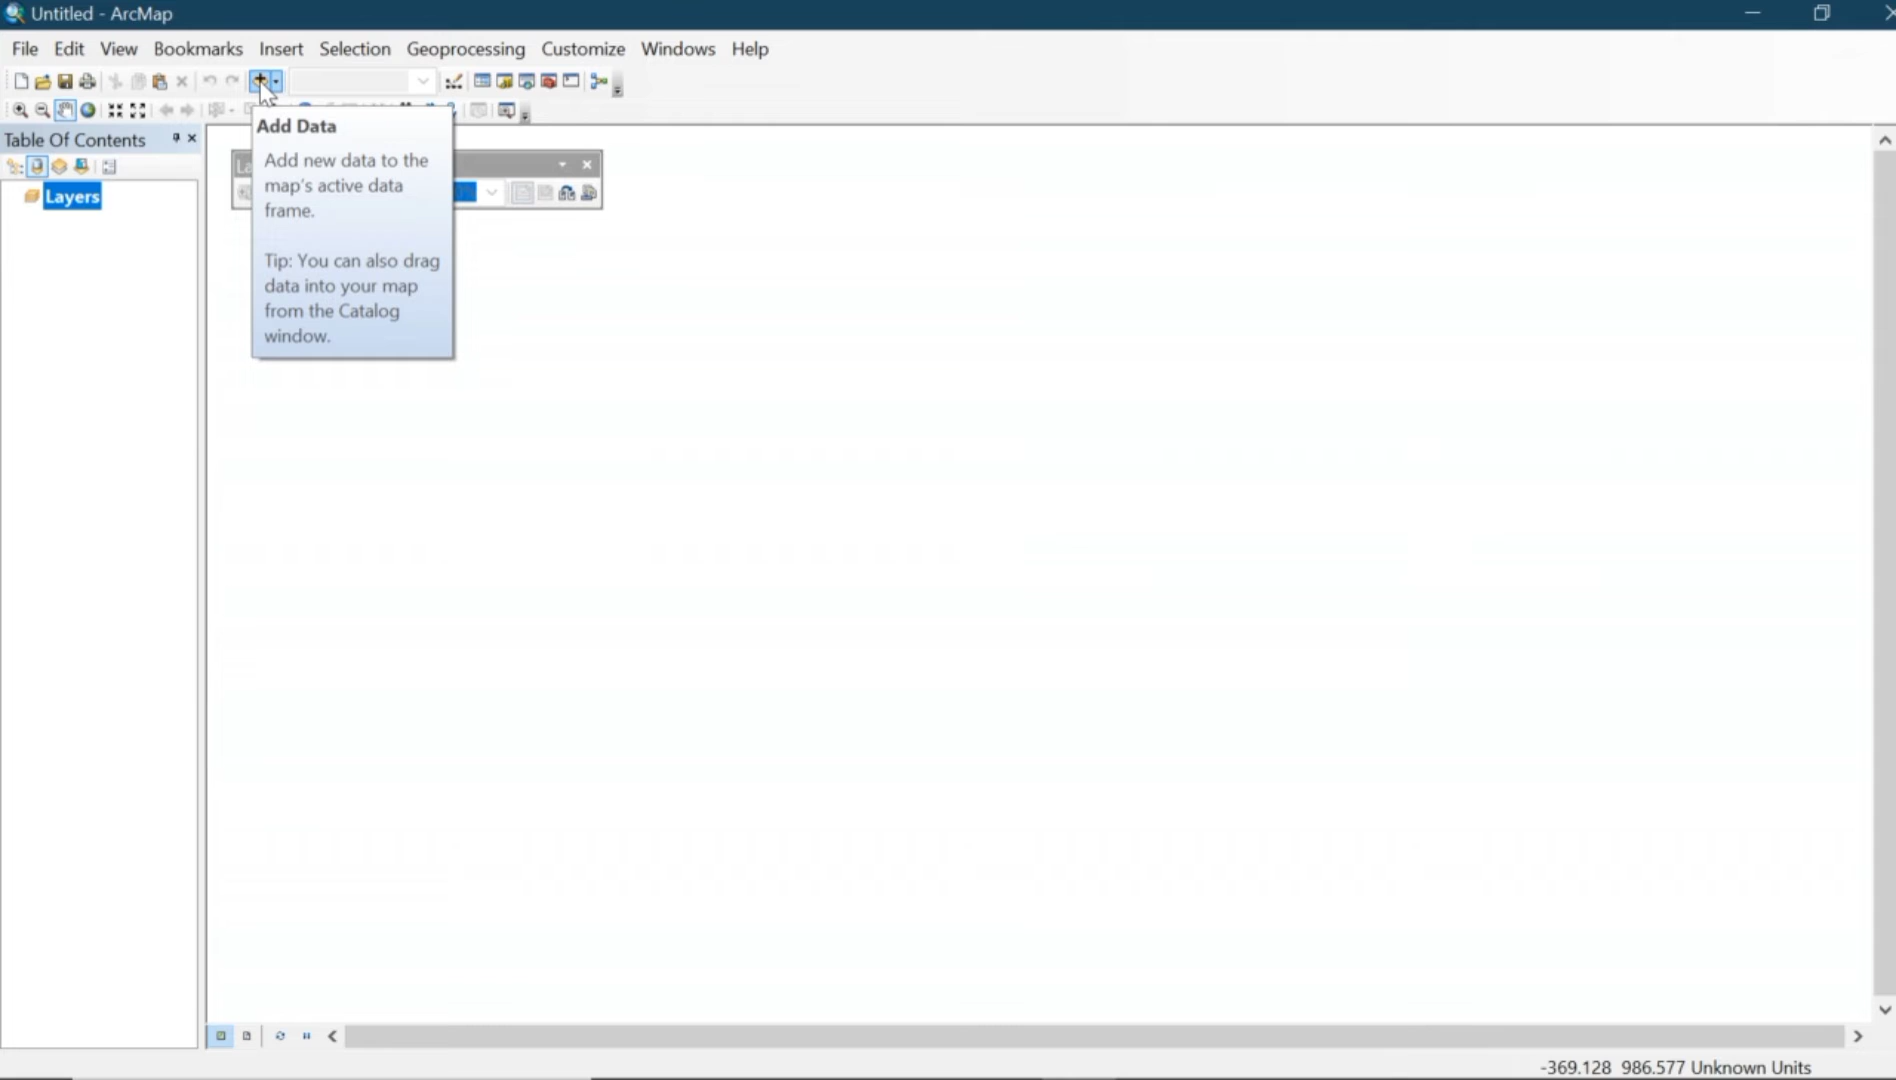 Untitled - ArcMap
File Edit View Bookmarks Insert Selection Geoprocessing Customize Windows Help
Table Of Contents
Layers
Add Data
Add new data to the
map's active data
frame.
Tip: You can also drag
data into your map
from the Catalog
window.
-369.128 986.577 Unknown Units